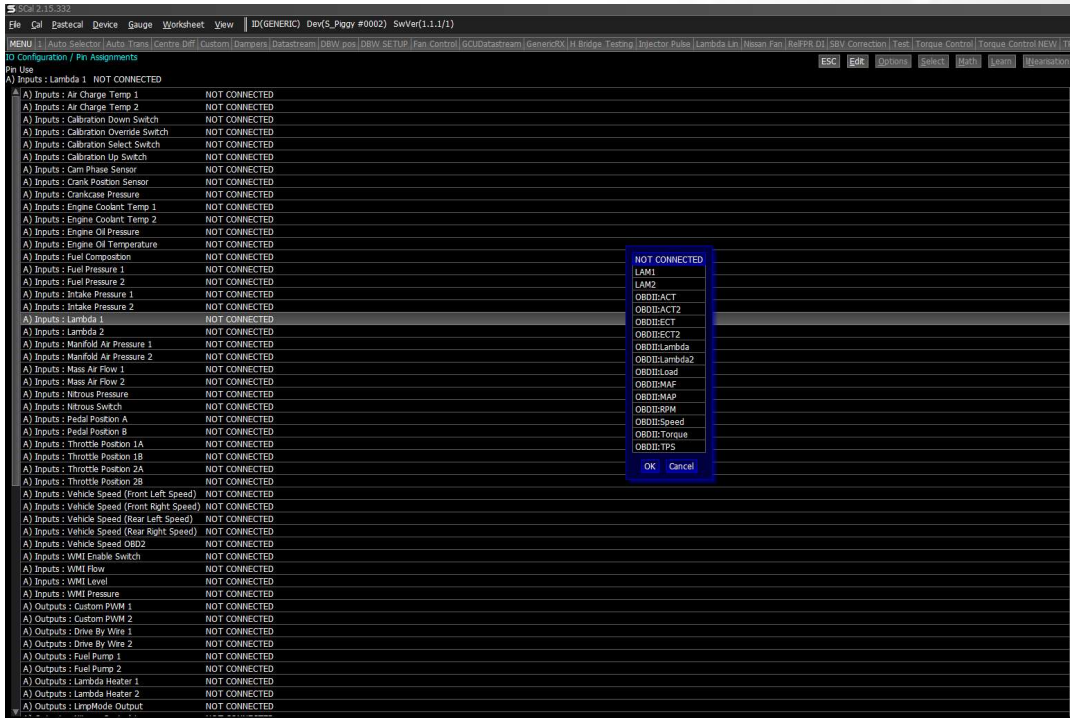 SCal 2.15.332
File Cal Pastecal Device Gauge Worksheet View ID(GENERIC) Dev(S_Piggy #0002) SwVer(1.1.1/1)
MENU 1 Auto Selector Auto Trans Centre Diff Custom Dampers Datastream DBW pos DBW SETUP Fan Control GCUDatastream GenericRX H Bridge Testing Injector Pulse Lambda Lin Nissan Fan RelFPR DI SBV Correction Test Torque Control Torque Control NEW
IO Configuration / Pin Assignments
ESC Edit Options Select Math Learn liNearisation
Pin Use
A) Inputs : Lambda 1 NOT CONNECTED
A) Inputs : Air Charge Temp 1 NOT CONNECTED
A) Inputs : Air Charge Temp 2 NOT CONNECTED
A) Inputs : Calibration Down Switch NOT CONNECTED
A) Inputs : Calibration Override Switch NOT CONNECTED
A) Inputs : Calibration Select Switch NOT CONNECTED
A) Inputs : Calibration Up Switch NOT CONNECTED
A) Inputs : Cam Phase Sensor NOT CONNECTED
A) Inputs : Crank Position Sensor NOT CONNECTED
A) Inputs : Crankcase Pressure NOT CONNECTED
A) Inputs : Engine Coolant Temp 1 NOT CONNECTED
A) Inputs : Engine Coolant Temp 2 NOT CONNECTED
A) Inputs : Engine Oil Pressure NOT CONNECTED
A) Inputs : Engine Oil Temperature NOT CONNECTED
A) Inputs : Fuel Composition NOT CONNECTED
A) Inputs : Fuel Pressure 1 NOT CONNECTED
A) Inputs : Fuel Pressure 2 NOT CONNECTED
A) Inputs : Intake Pressure 1 NOT CONNECTED
A) Inputs : Intake Pressure 2 NOT CONNECTED
A) Inputs : Lambda 1 NOT CONNECTED
A) Inputs : Lambda 2 NOT CONNECTED
A) Inputs : Manifold Air Pressure 1 NOT CONNECTED
A) Inputs : Manifold Air Pressure 2 NOT CONNECTED
A) Inputs : Mass Air Flow 1 NOT CONNECTED
A) Inputs : Mass Air Flow 2 NOT CONNECTED
A) Inputs : Nitrous Pressure NOT CONNECTED
A) Inputs : Nitrous Switch NOT CONNECTED
A) Inputs : Pedal Position A NOT CONNECTED
A) Inputs : Pedal Position B NOT CONNECTED
A) Inputs : Throttle Position 1A NOT CONNECTED
A) Inputs : Throttle Position 1B NOT CONNECTED
A) Inputs : Throttle Position 2A NOT CONNECTED
A) Inputs : Throttle Position 2B NOT CONNECTED
A) Inputs : Vehicle Speed (Front Left Speed) NOT CONNECTED
A) Inputs : Vehicle Speed (Front Right Speed) NOT CONNECTED
A) Inputs : Vehicle Speed (Rear Left Speed) NOT CONNECTED
A) Inputs : Vehicle Speed (Rear Right Speed) NOT CONNECTED
A) Inputs : Vehicle Speed OBD2 NOT CONNECTED
A) Inputs : WMI Enable Switch NOT CONNECTED
A) Inputs : WMI Flow NOT CONNECTED
A) Inputs : WMI Level NOT CONNECTED
A) Inputs : WMI Pressure NOT CONNECTED
A) Outputs : Custom PWM 1 NOT CONNECTED
A) Outputs : Custom PWM 2 NOT CONNECTED
A) Outputs : Drive By Wire 1 NOT CONNECTED
A) Outputs : Drive By Wire 2 NOT CONNECTED
A) Outputs : Fuel Pump 1 NOT CONNECTED
A) Outputs : Fuel Pump 2 NOT CONNECTED
A) Outputs : Lambda Heater 1 NOT CONNECTED
A) Outputs : Lambda Heater 2 NOT CONNECTED
A) Outputs : LimpMode Output NOT CONNECTED
NOT CONNECTED
LAM1
LAM2
OBDII:ACT
OBDII:ACT2
OBDII:ECT
OBDII:ECT2
OBDII:Lambda
OBDII:Lambda2
OBDII:Load
OBDII:MAF
OBDII:MAP
OBDII:RPM
OBDII:Speed
OBDII:Torque
OBDII:TPS
OK Cancel